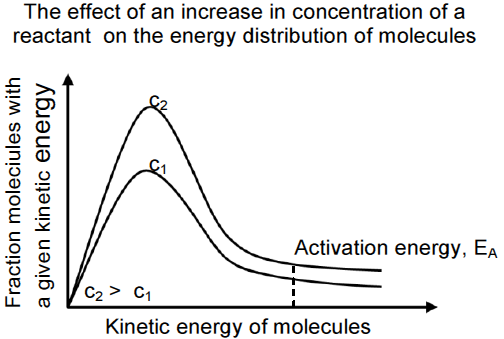 The effect of an increase in concentration of a
reactant on the energy distribution of molecules
Fraction moleciules with
a given kinetic energy
c2
c1
Activation energy, EA
c2 > c1
Kinetic energy of molecules